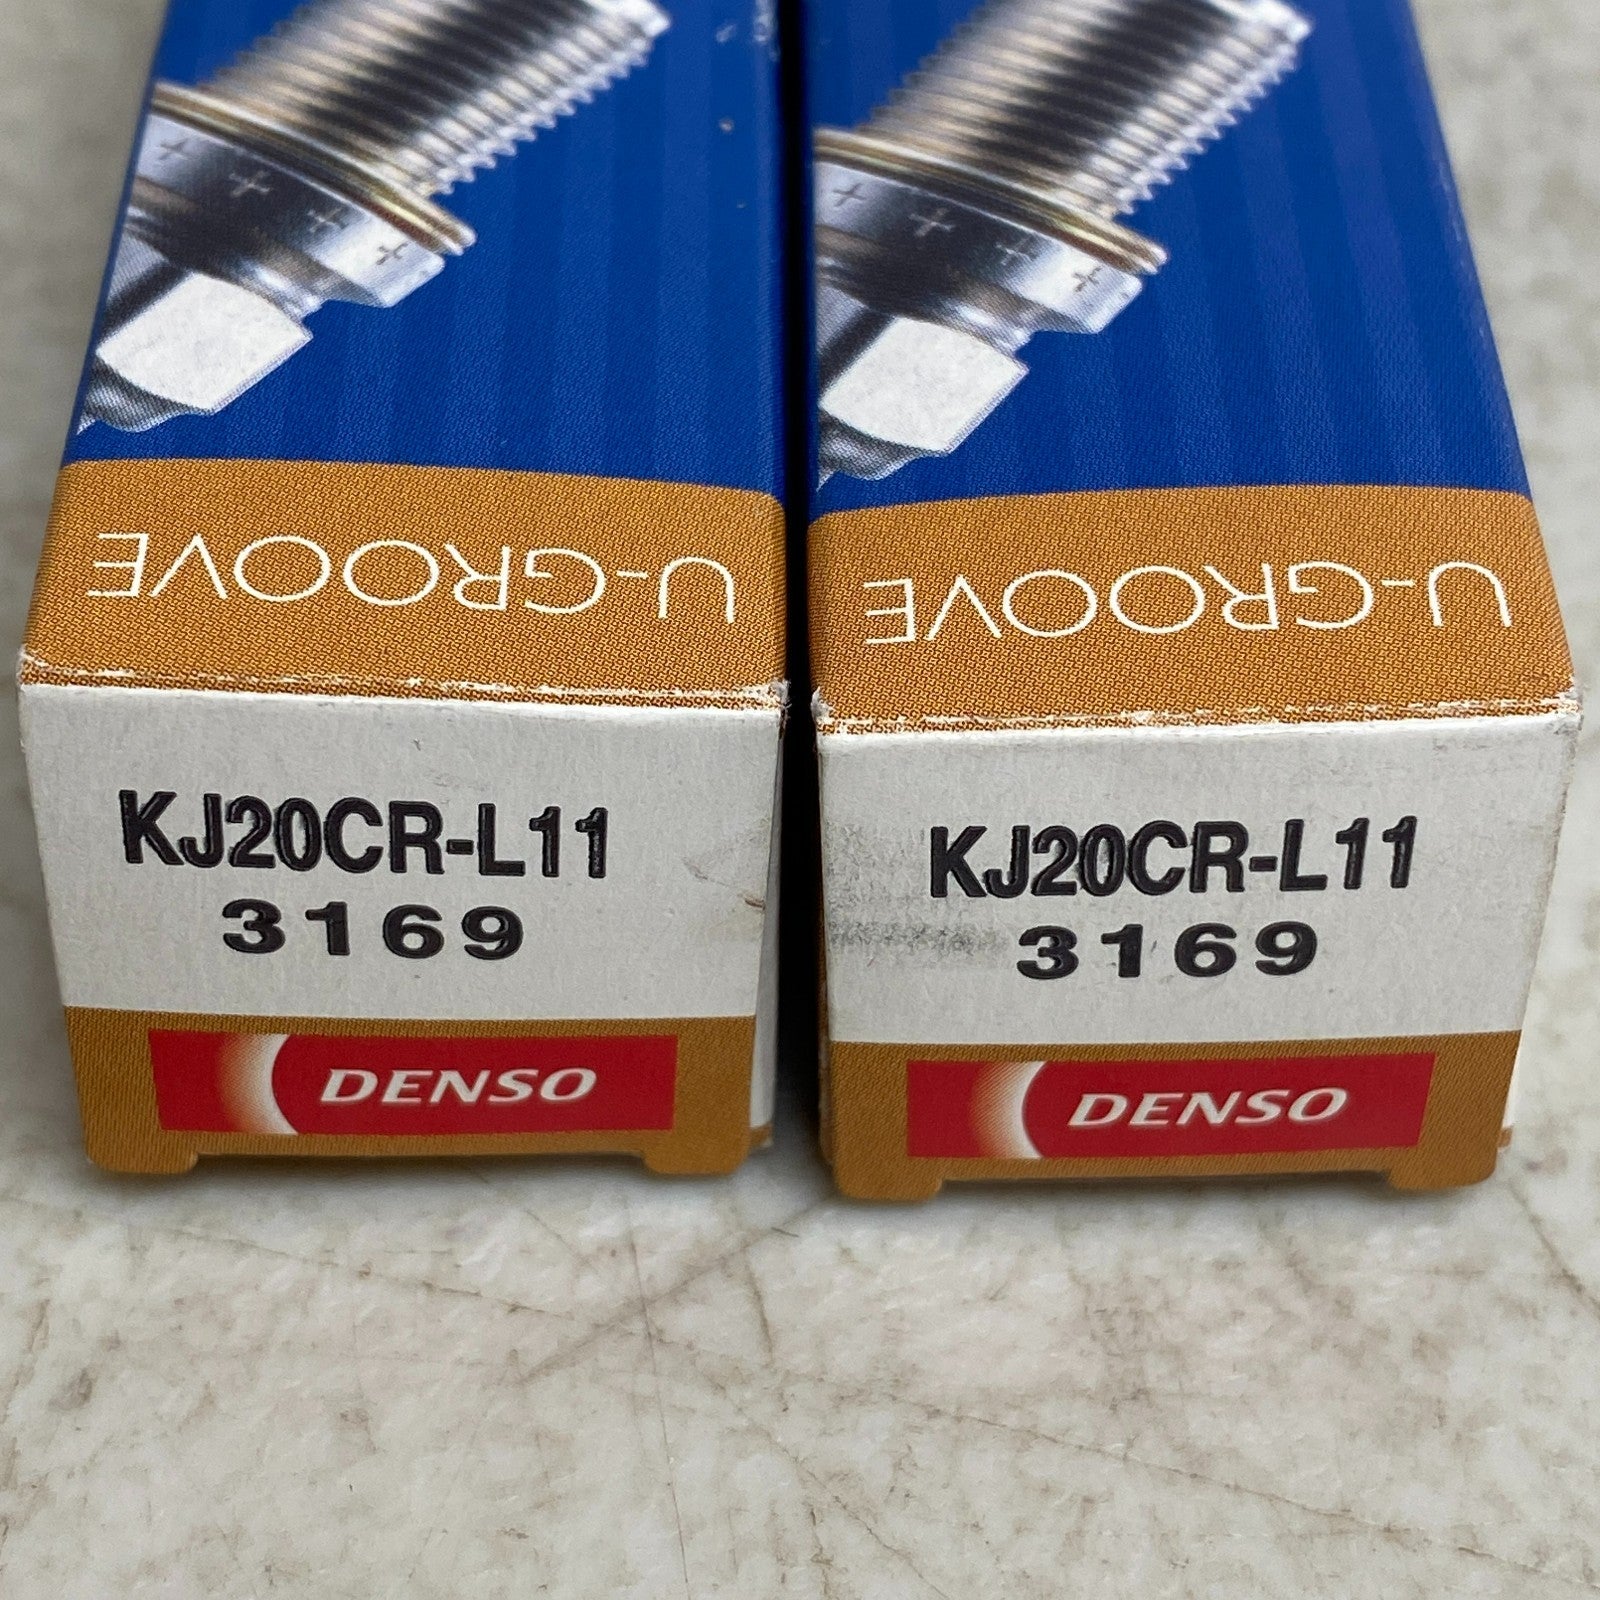 U-GROOVE
KJ20CR-L11
3169
DENSO
U-GROOVE
KJ20CR-L11
3169
DENSO